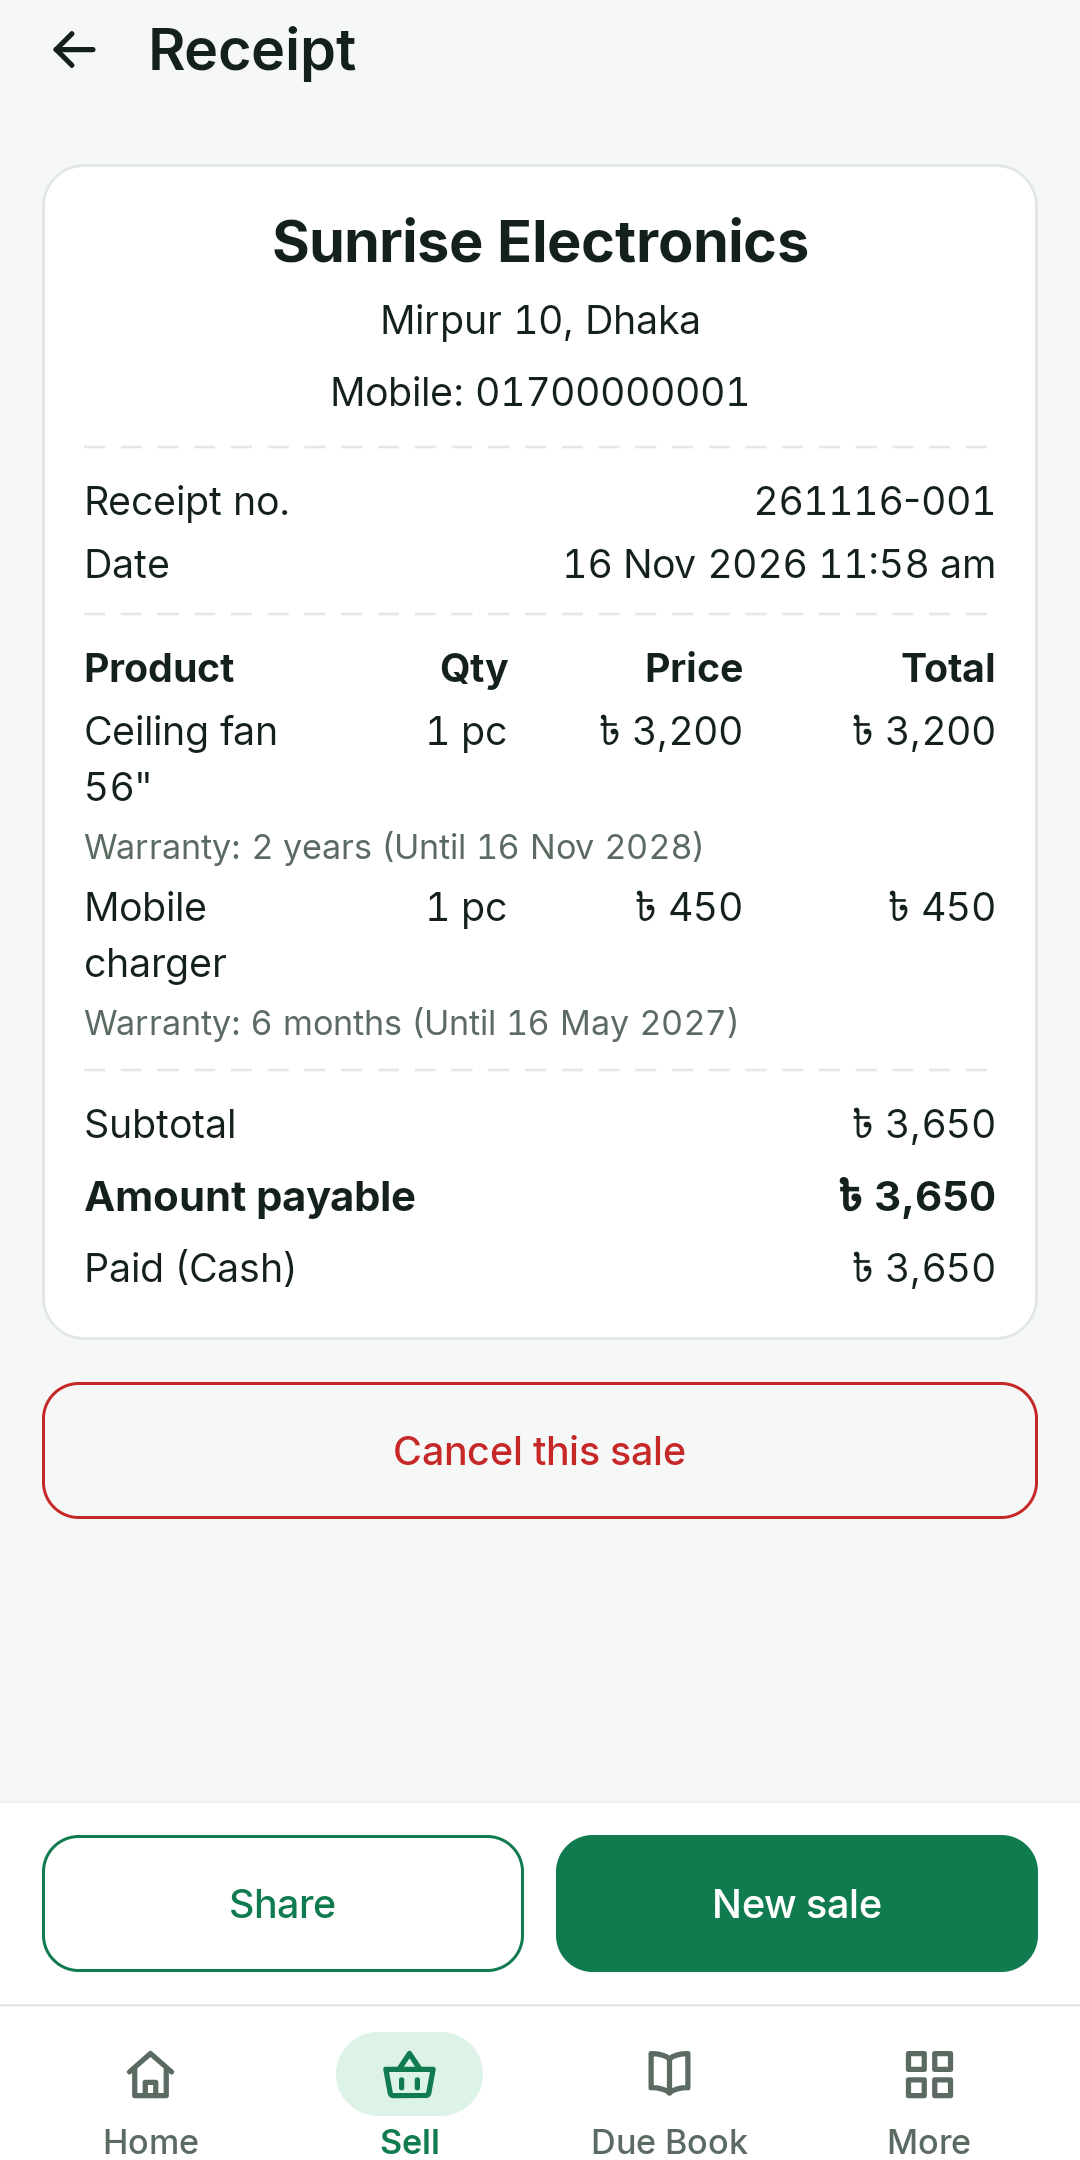 Receipt
Sunrise Electronics
Mirpur 10, Dhaka
Mobile: 01700000001
Receipt no. 261116-001
Date 16 Nov 2026 11:58 am
Product Qty Price Total
Ceiling fan 1 pc ৳ 3,200 ৳ 3,200
56"
Warranty: 2 years (Until 16 Nov 2028)
Mobile 1 pc ৳ 450 ৳ 450
charger
Warranty: 6 months (Until 16 May 2027)
Subtotal ৳ 3,650
Amount payable ৳ 3,650
Paid (Cash) ৳ 3,650
Cancel this sale
Share New sale
Home Sell Due Book More